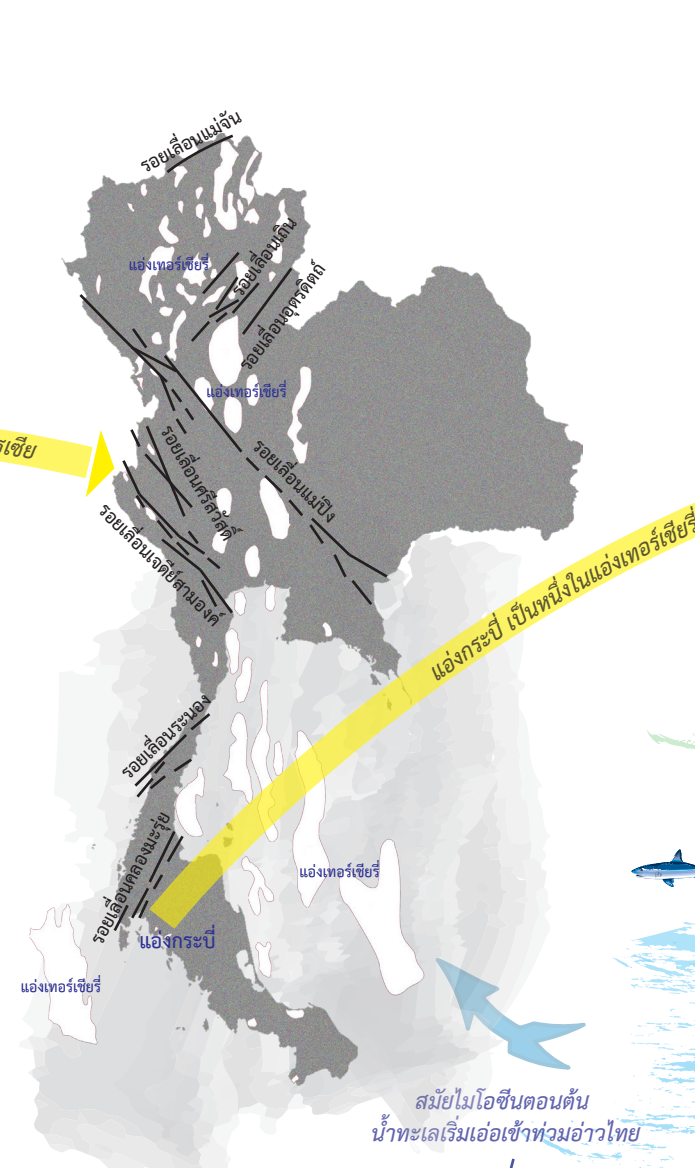 รอยเลื่อนแม่จัน
รอยเลื่อนเถิน
แอ่งเทอร์เชียรี่
รอยเลื่อนอุตรดิตถ์
แอ่งเทอร์เชียรี่
รอยเลื่อนศรีสวัสดิ์
รอยเลื่อนแม่ปิง
รอยเลื่อนเจดีย์สามองค์
แอ่งกระบี่ เป็นหนึ่งในแอ่งเทอร์เชียรี่
รอยเลื่อนระนอง
รอยเลื่อนคลองมะรุ่ย
แอ่งเทอร์เชียรี่
แอ่งกระบี่
แอ่งเทอร์เชียรี่
สมัยไมโอซีนตอนต้น
น้ำทะเลเริ่มเอ่อเข้าท่วมอ่าวไทย